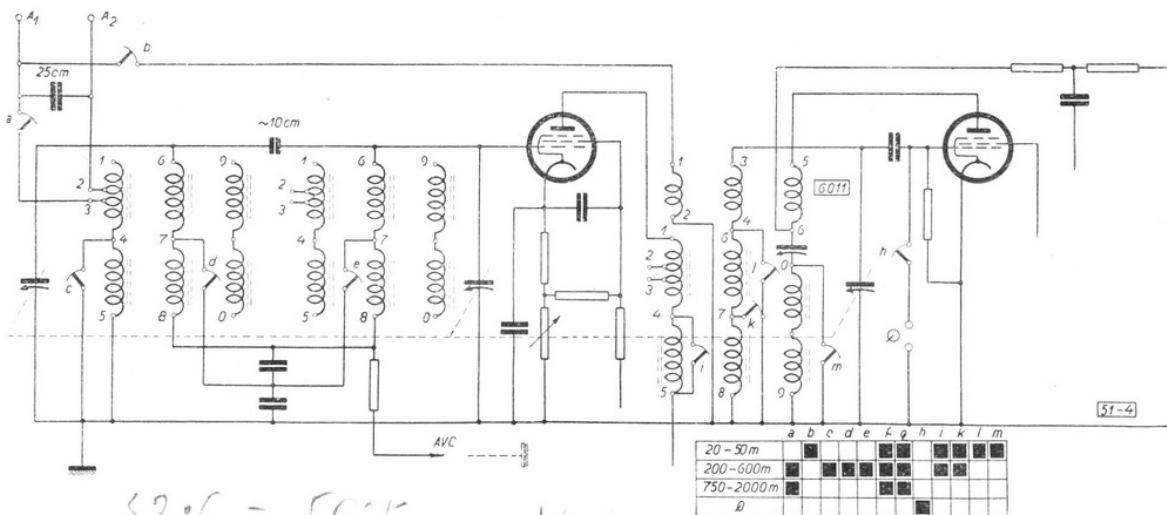 A1 A2
b
25cm
a
~10cm
1 6 9 1 6 9
2 2
3 3
4 7 4 7
c d e
5 8 0 5 8 0
AVC
1 3 5
6011
2 4 6
1 6
2 l 0 h
3
4 7 k
i m
5 8 9
51-4
a b c d e f g h i k l m
20-50m
200-600m
750-2000m